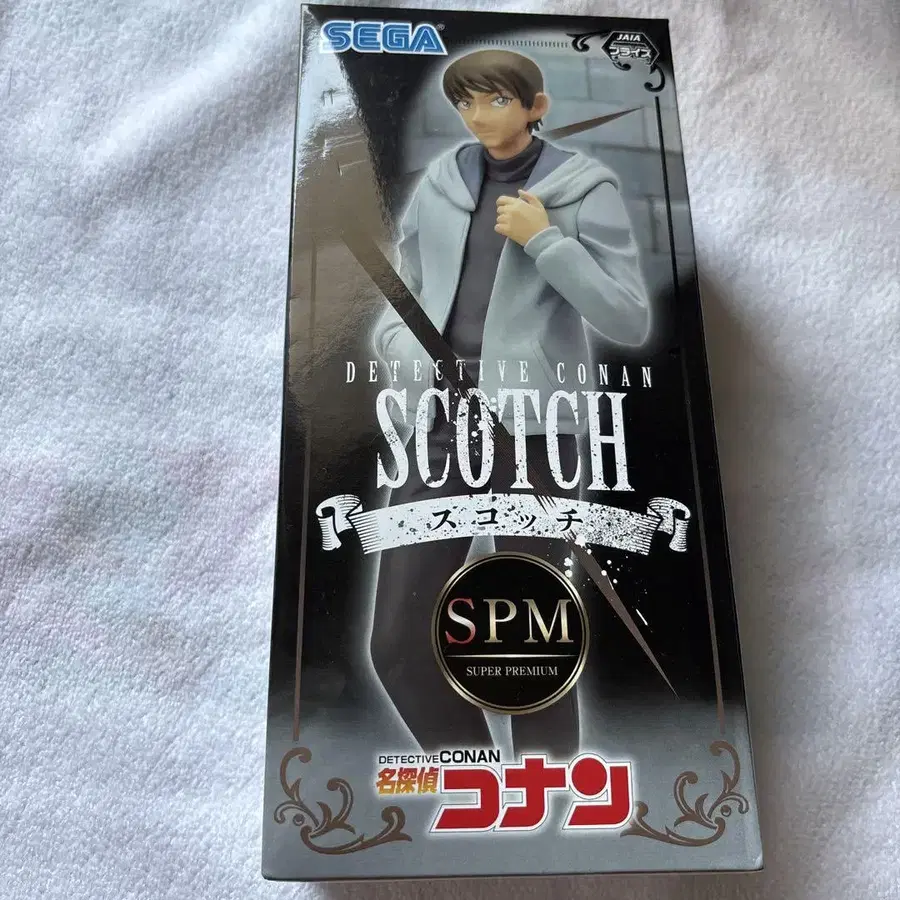 SEGA®
JAIA
プライズ
DETECTIVE CONAN
SCOTCH
スコッチ
SPM
SUPER PREMIUM
DETECTIVE CONAN
名探偵コナン